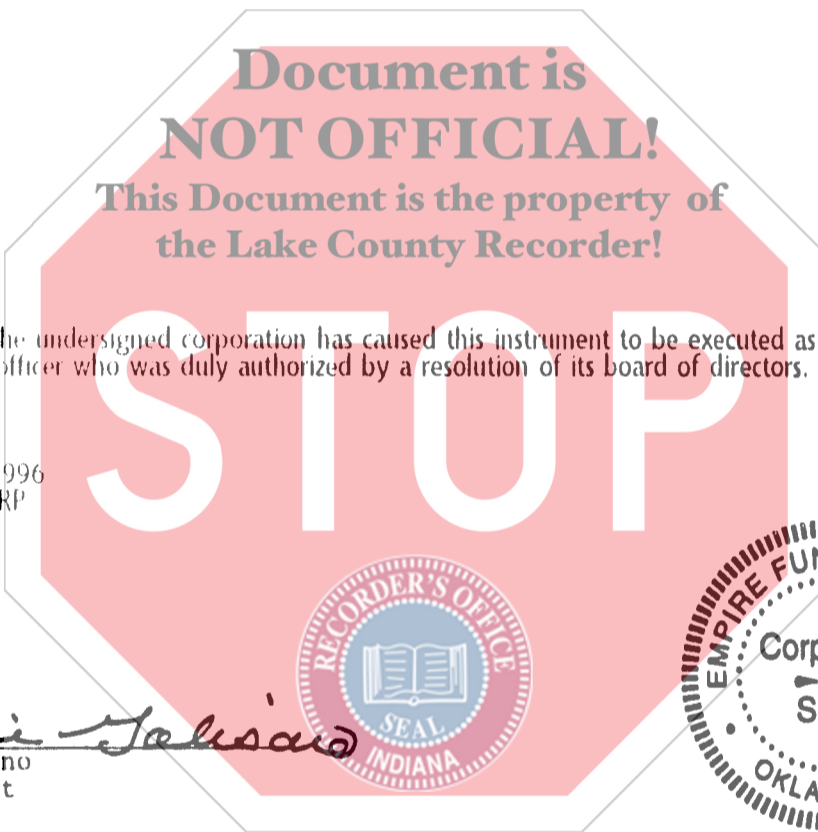 Document is
NOT OFFICIAL!
This Document is the property of
the Lake County Recorder!
he undersigned corporation has caused this instrument to be executed as
officer who was duly authorized by a resolution of its board of directors.
STOP
996
RP
RECORDER'S OFFICE
SEAL
INDIANA
EMPIRE FUN
Corp
S
OKLA
no
t